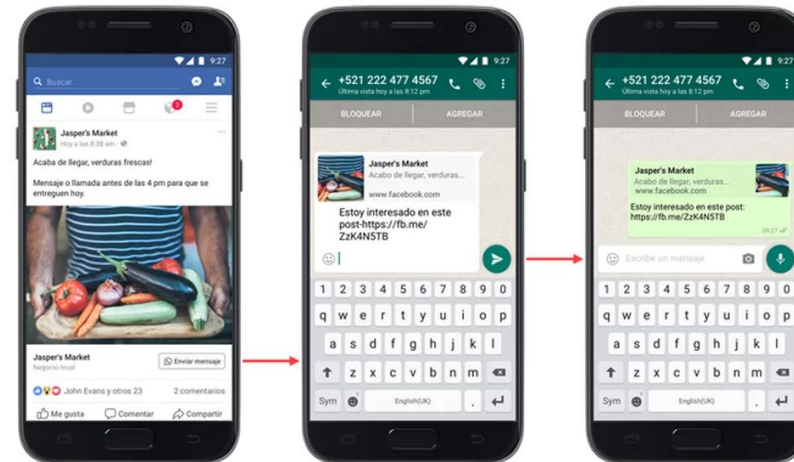 9:27
Buscar
2
Jasper's Market
Hoy a las 8:38 am
Acaba de llegar, verduras frescas!
Mensaje o llamada antes de las 4 pm para que se
entreguen hoy.
Jasper's Market
Negocio local
Enviar mensaje
John Evans y otros 23
2 comentarios
Me gusta
Comentar
Compartir
9:27
+521 222 477 4567
Última vista hoy a las 8:12 pm
BLOQUEAR
AGREGAR
Jasper's Market
Acabo de llegar, verduras...
www.facebook.com
Estoy interesado en este
post-https://fb.me/
ZzK4N5TB
1 2 3 4 5 6 7 8 9 0
q w e r t y u i o p
a s d f g h j k l
z x c v b n m
Sym
English(UK)
.
9:27
+521 222 477 4567
Última vista hoy a las 8:12 pm
BLOQUEAR
AGREGAR
Jasper's Market
Acabo de llegar, verduras...
www.facebook.com
Estoy interesado en este post:
https://fb.me/ZzK4N5TB
09:27
Escribe un mensaje
1 2 3 4 5 6 7 8 9 0
q w e r t y u i o p
a s d f g h j k l
z x c v b n m
Sym
English(UK)
.